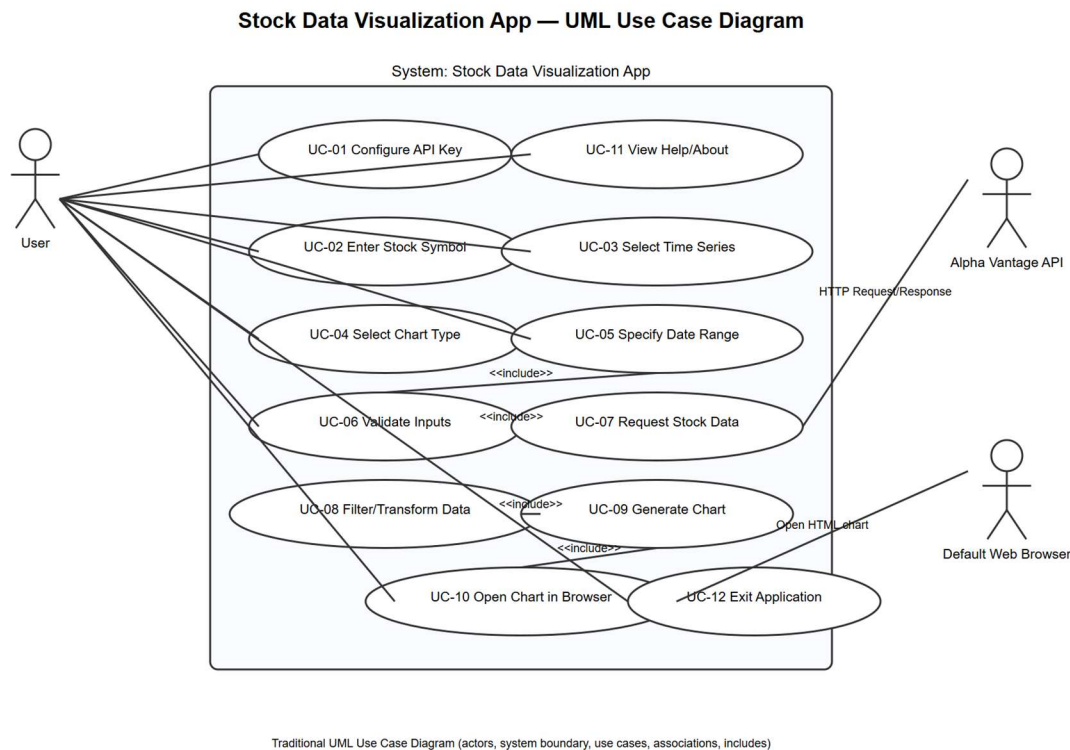 Stock Data Visualization App — UML Use Case Diagram
System: Stock Data Visualization App
UC-01 Configure API Key
UC-11 View Help/About
User
Alpha Vantage API
UC-02 Enter Stock Symbol
UC-03 Select Time Series
HTTP Request/Response
UC-04 Select Chart Type
UC-05 Specify Date Range
<<include>>
UC-06 Validate Inputs
<<include>>
UC-07 Request Stock Data
UC-08 Filter/Transform Data
<<include>>
UC-09 Generate Chart
Open HTML chart
Default Web Browser
<<include>>
UC-10 Open Chart in Browser
UC-12 Exit Application
Traditional UML Use Case Diagram (actors, system boundary, use cases, associations, includes)